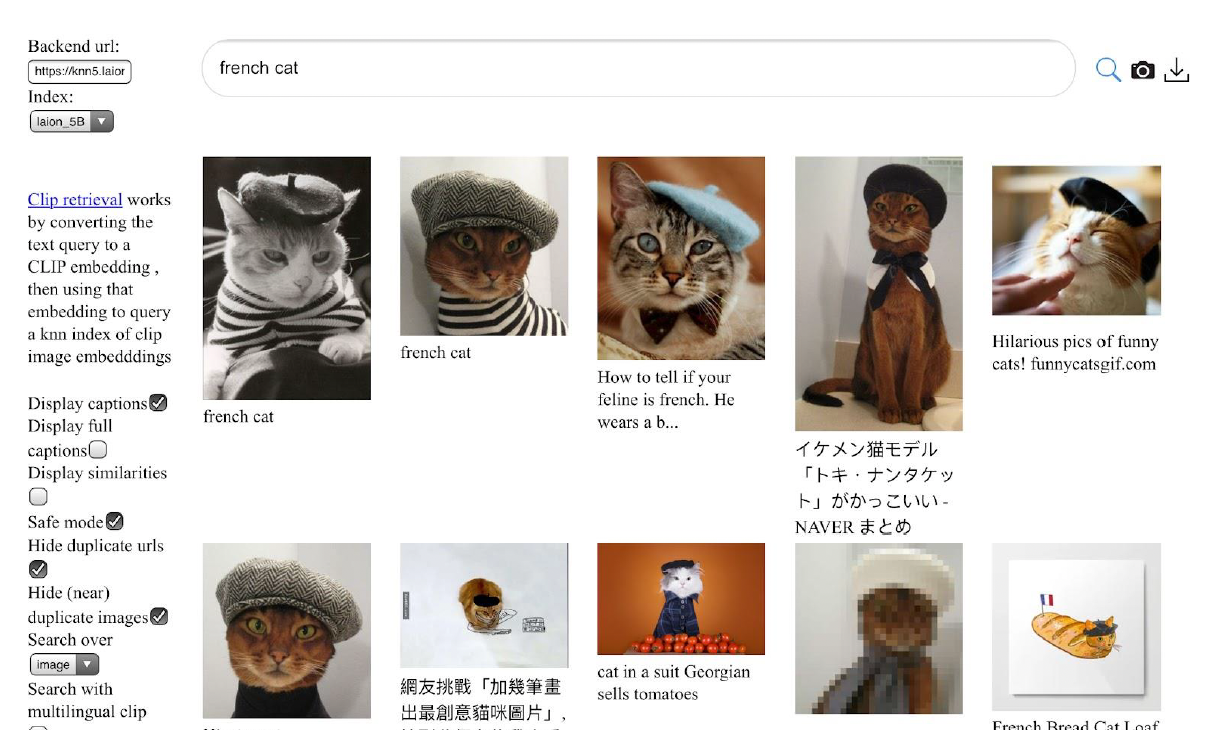 Backend url:
https://knn5.laior
Index:
laion_5B
french cat
Clip retrieval works
by converting the
text query to a
CLIP embedding ,
then using that
embedding to query
a knn index of clip
image embedddings
Display captions
Display full
captions
Display similarities
Safe mode
Hide duplicate urls
Hide (near)
duplicate images
Search over
image
Search with
multilingual clip
french cat
french cat
How to tell if your
feline is french. He
wears a b...
イケメン猫モデル
「トキ・ナンタケッ
ト」がかっこいい -
NAVER まとめ
Hilarious pics of funny
cats! funnycatsgif.com
網友挑戰「加幾筆畫
出最創意貓咪圖片」,
cat in a suit Georgian
sells tomatoes
French Bread Cat Loaf